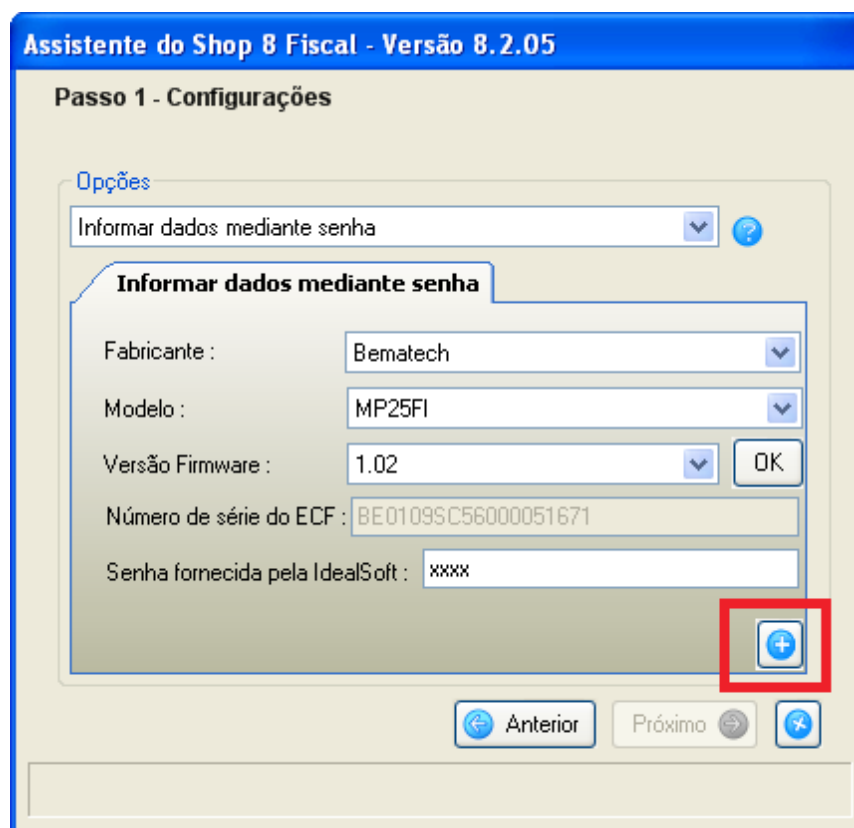 Assistente do Shop 8 Fiscal - Versão 8.2.05
Passo 1 - Configurações
Opções
Informar dados mediante senha
Informar dados mediante senha
Fabricante : Bematech
Modelo : MP25FI
Versão Firmware : 1.02 OK
Número de série do ECF : BE0109SC56000051671
Senha fornecida pela IdealSoft : xxxx
Anterior Próximo